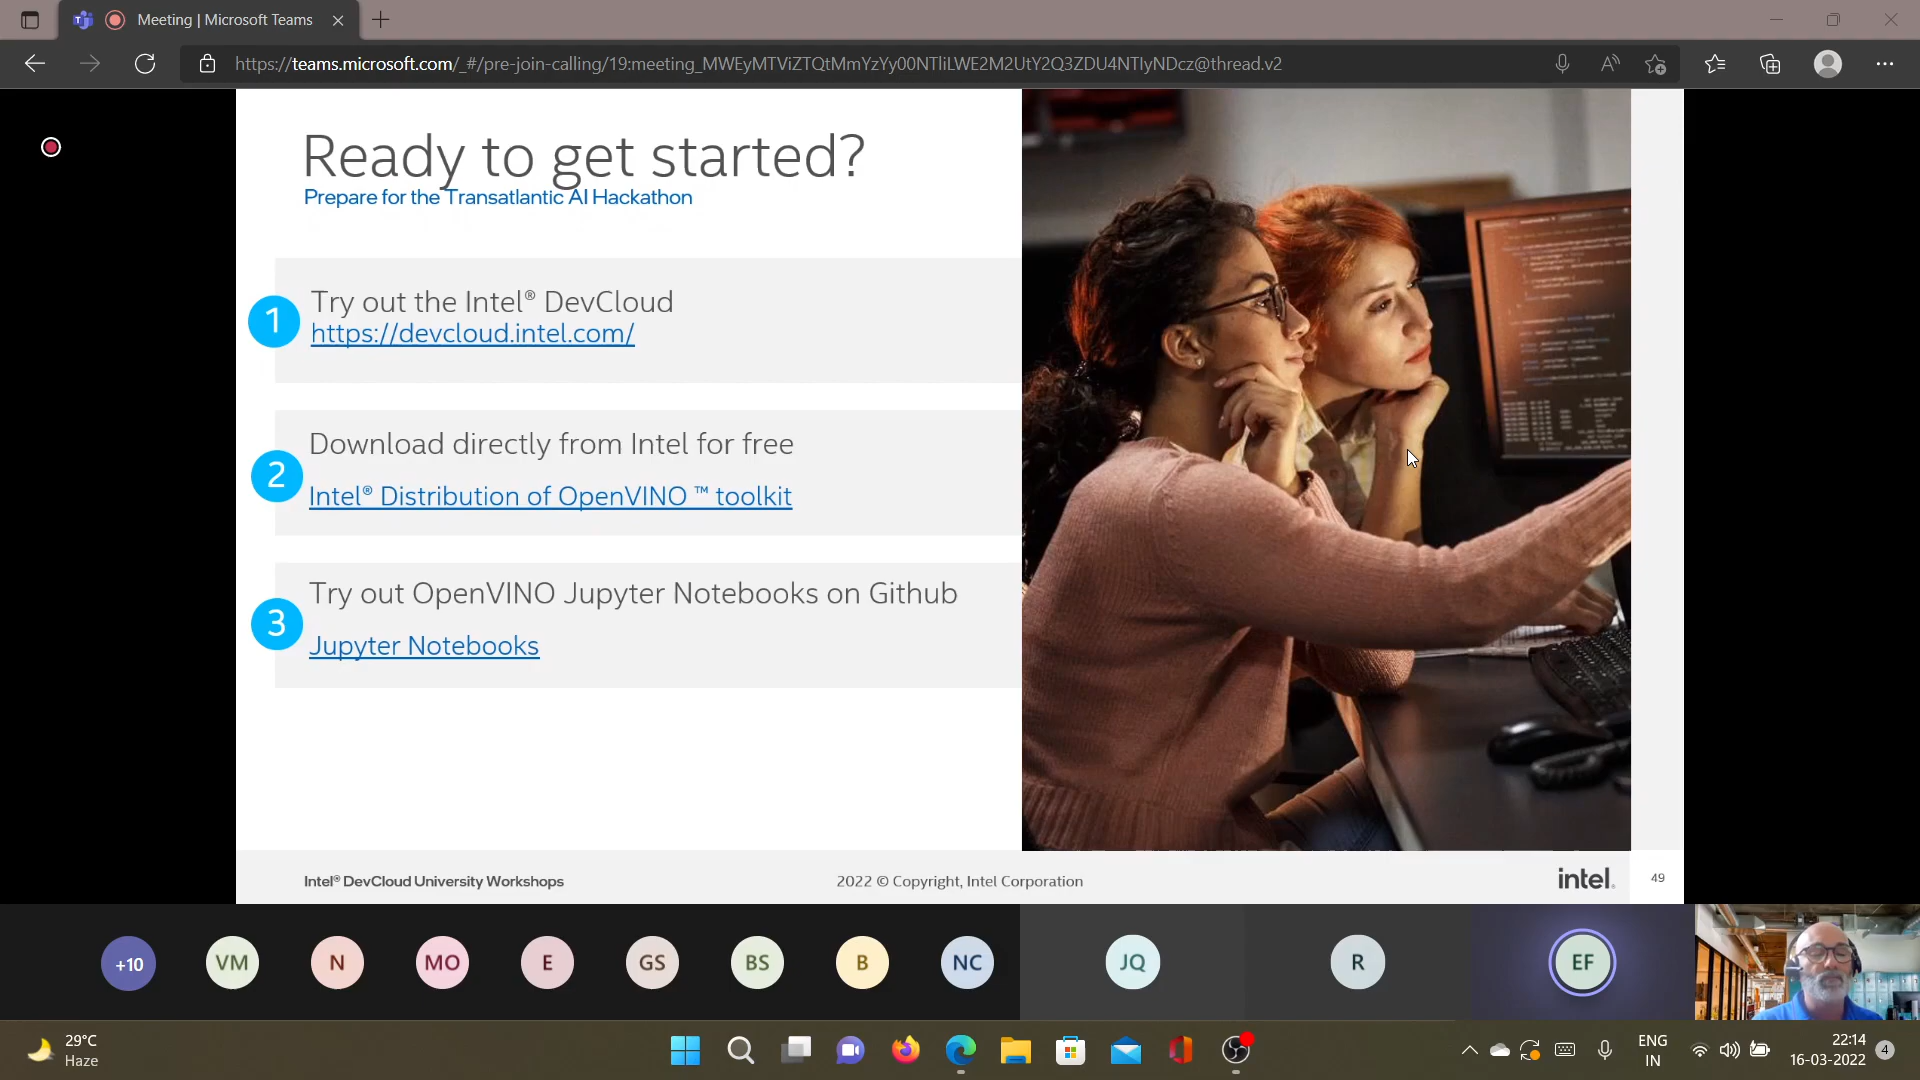 Meeting | Microsoft Teams
https://teams.microsoft.com/_#/pre-join-calling/19:meeting_MWEyMTViZTQtMmYzYy00NTliLWE2M2UtY2Q3ZDU4NTIyNDcz@thread.v2
Ready to get started?
Prepare for the Transatlantic AI Hackathon
1
Try out the Intel® DevCloud
https://devcloud.intel.com/
2
Download directly from Intel for free
Intel® Distribution of OpenVINO ™ toolkit
3
Try out OpenVINO Jupyter Notebooks on Github
Jupyter Notebooks
Intel® DevCloud University Workshops
2022 © Copyright, Intel Corporation
intel.
49
+10
VM
N
MO
E
GS
BS
B
NC
JQ
R
EF
29°C
Haze
ENG
IN
22:14
16-03-2022
4